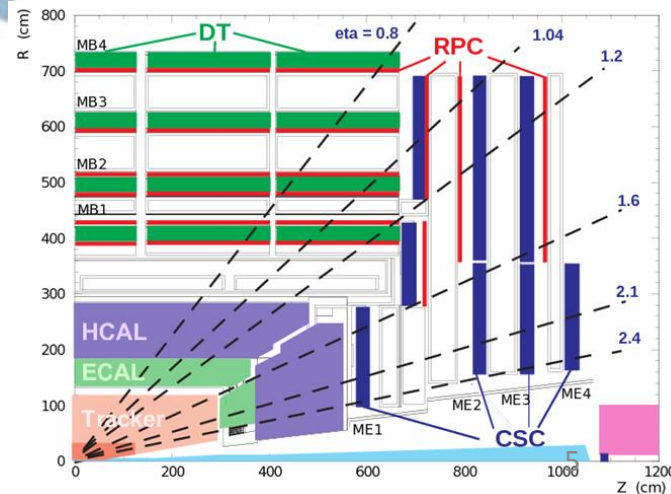 R (cm)
800
700
600
500
400
300
200
100
0
MB4
DT
eta = 0.8
RPC
1.04
1.2
MB3
MB2
MB1
1.6
2.1
2.4
HCAL
ECAL
Tracker
ME1
ME2
ME3
ME4
CSC
5
0
200
400
600
800
1000
1200
Z (cm)